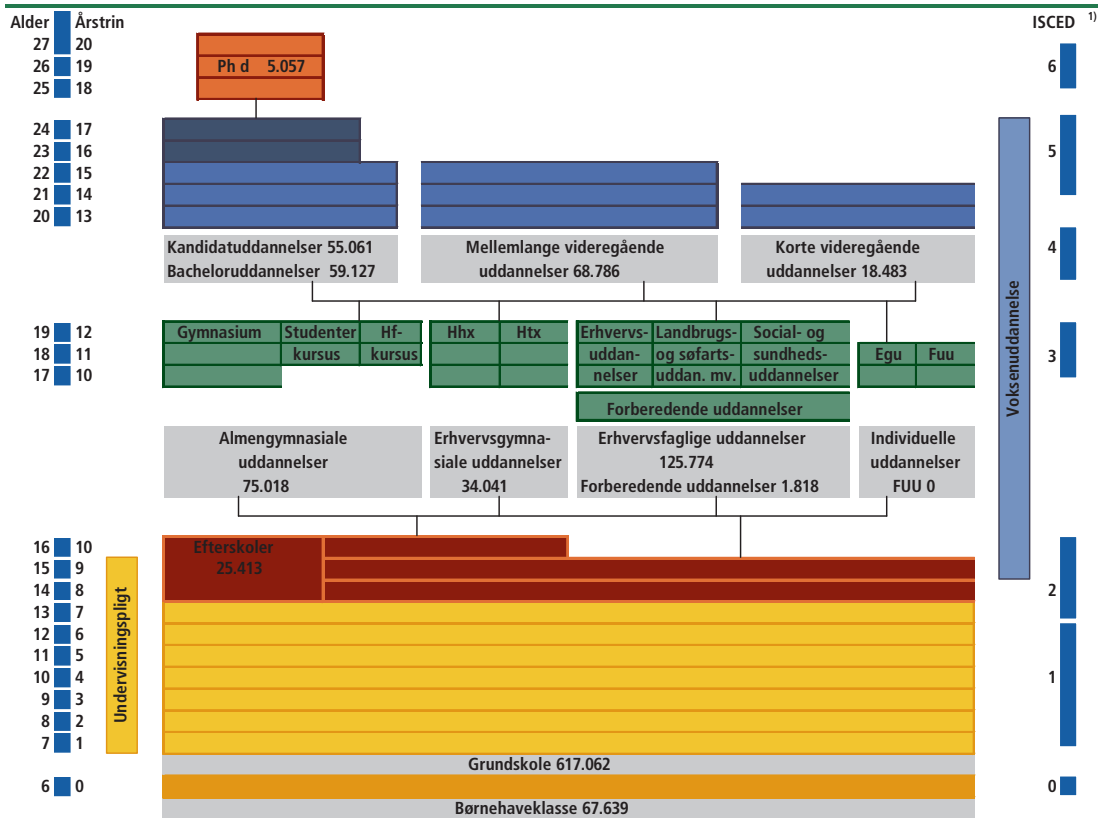 Alder Årstrin ISCED 1)
27 20
26 19 Ph d 5.057 6
25 18
24 17
23 16 5
22 15
21 14
20 13
Kandidatuddannelser 55.061 Mellemlange videregående Korte videregående 4
Bacheloruddannelser 59.127 uddannelser 68.786 uddannelser 18.483
19 12 Gymnasium Studenter Hf- Hhx Htx Erhvervs- Landbrugs- Social- og
18 11 kursus kursus uddan- og søfarts- sundheds- Egu Fuu 3
17 10 nelser uddan. mv. uddannelser
Forberedende uddannelser
Voksenuddannelse
Almengymnasiale Erhvervsgymna- Erhvervsfaglige uddannelser Individuelle
uddannelser siale uddannelser 125.774 uddannelser
75.018 34.041 Forberedende uddannelser 1.818 FUU 0
16 10 Efterskoler
15 9 25.413
14 8 2
13 7
12 6
11 5
10 4 1
9 3
8 2
7 1
Undervisningspligt
Grundskole 617.062
6 0 0
Børnehaveklasse 67.639